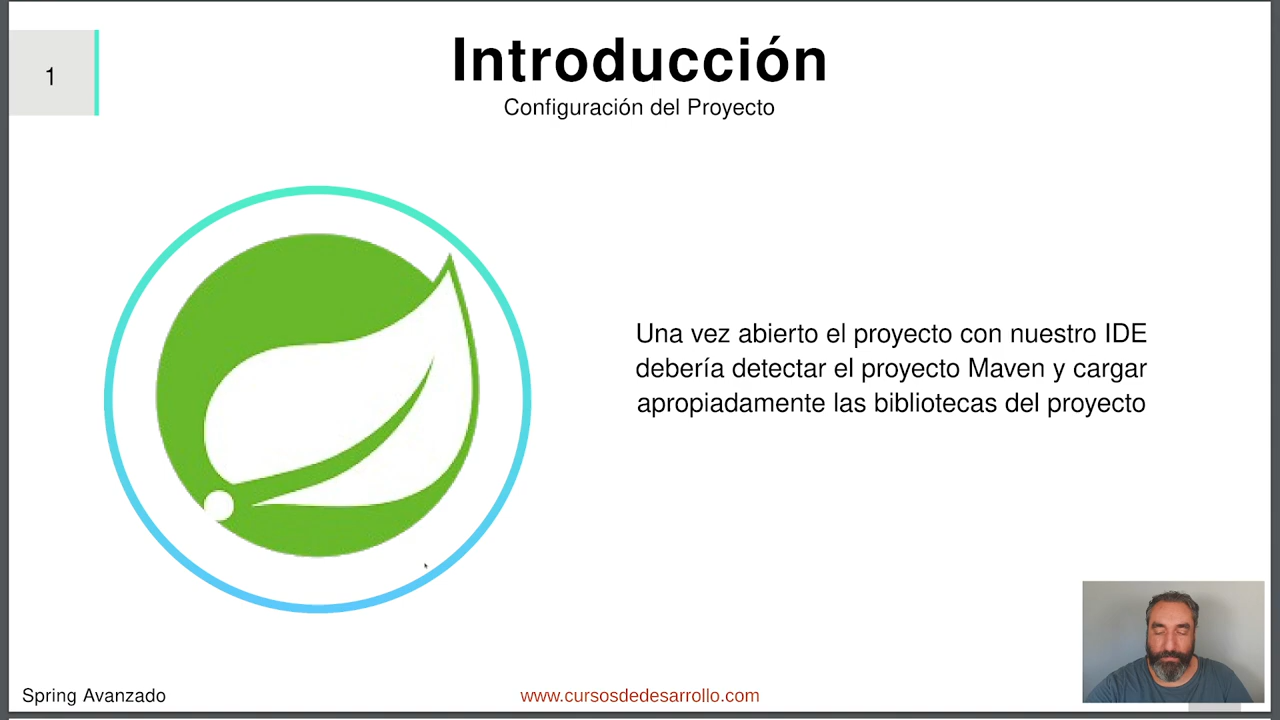 1
Introducción
Configuración del Proyecto
Una vez abierto el proyecto con nuestro IDE
debería detectar el proyecto Maven y cargar
apropiadamente las bibliotecas del proyecto
Spring Avanzado
www.cursosdedesarrollo.com